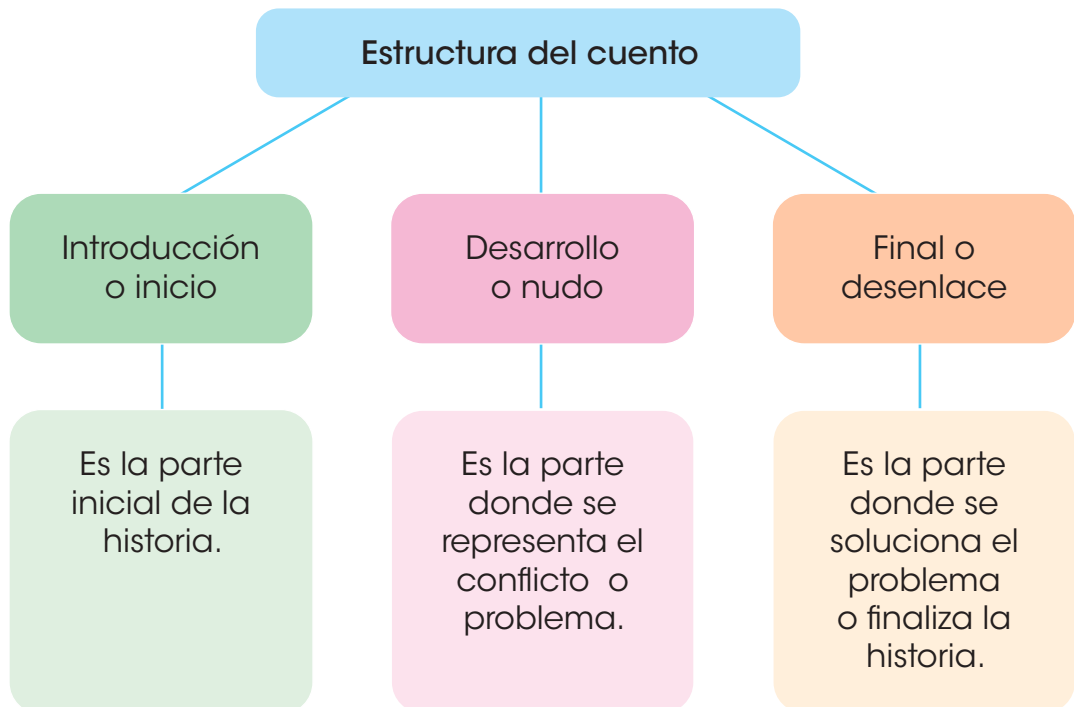 Estructura del cuento
Introducción
o inicio
Desarrollo
o nudo
Final o
desenlace
Es la parte
inicial de la
historia.
Es la parte
donde se
representa el
conflicto  o
problema.
Es la parte
donde se
soluciona el
problema
o finaliza la
historia.